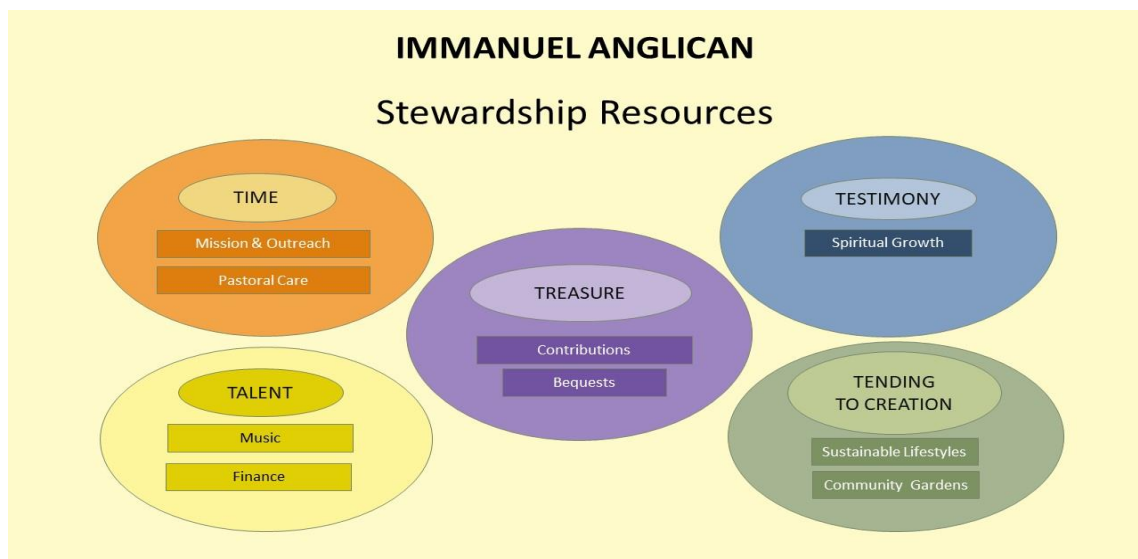 IMMANUEL ANGLICAN
Stewardship Resources
TIME
Mission & Outreach
Pastoral Care
TESTIMONY
Spiritual Growth
TREASURE
Contributions
Bequests
TALENT
Music
Finance
TENDING
TO CREATION
Sustainable Lifestyles
Community Gardens